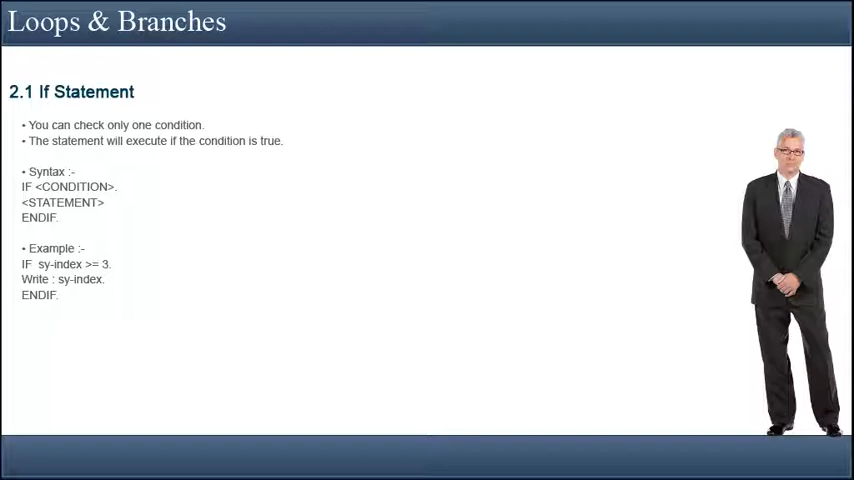 Loops & Branches
2.1 If Statement
• You can check only one condition.
• The statement will execute if the condition is true.
• Syntax :-
IF <CONDITION>.
<STATEMENT>
ENDIF.
• Example :-
IF  sy-index >= 3.
Write : sy-index.
ENDIF.